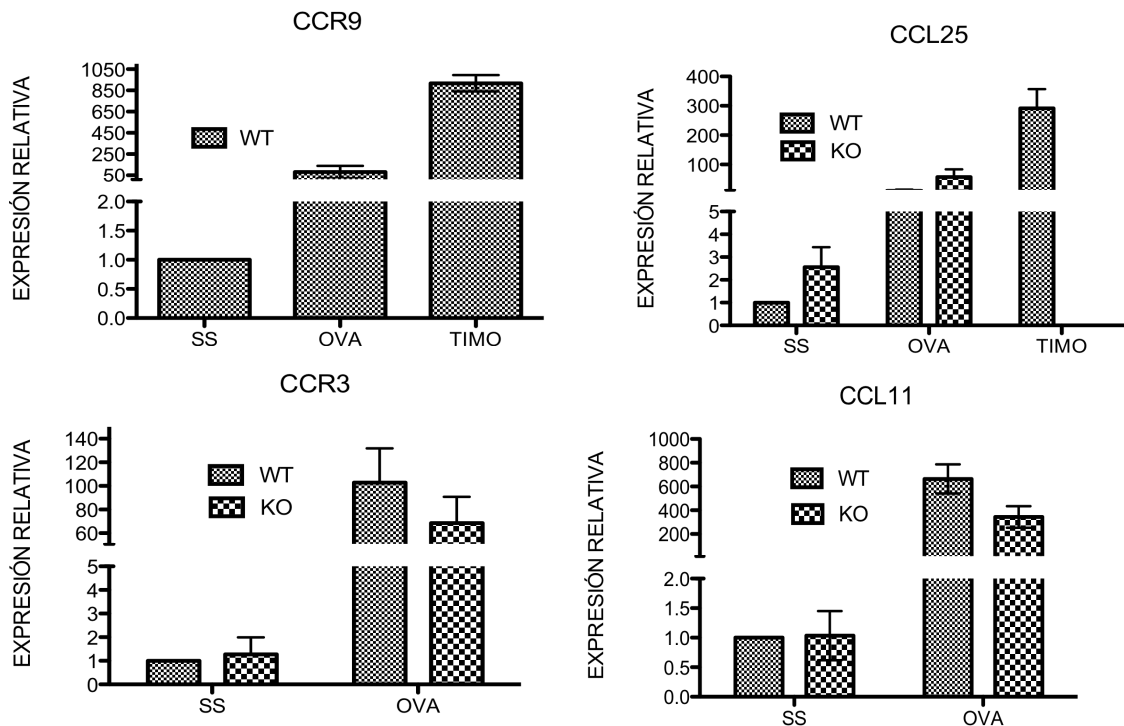 CCR9
EXPRESIÓN RELATIVA
1050
850
650
450
250
50
2.0
1.5
1.0
0.5
0.0
WT
SS OVA TIMO
CCL25
EXPRESIÓN RELATIVA
400
300
200
100
5
4
3
2
1
0
WT
KO
SS OVA TIMO
CCR3
EXPRESIÓN RELATIVA
140
120
100
80
60
5
4
3
2
1
0
WT
KO
SS OVA
CCL11
EXPRESIÓN RELATIVA
1000
800
600
400
200
2.0
1.5
1.0
0.5
0.0
WT
KO
SS OVA